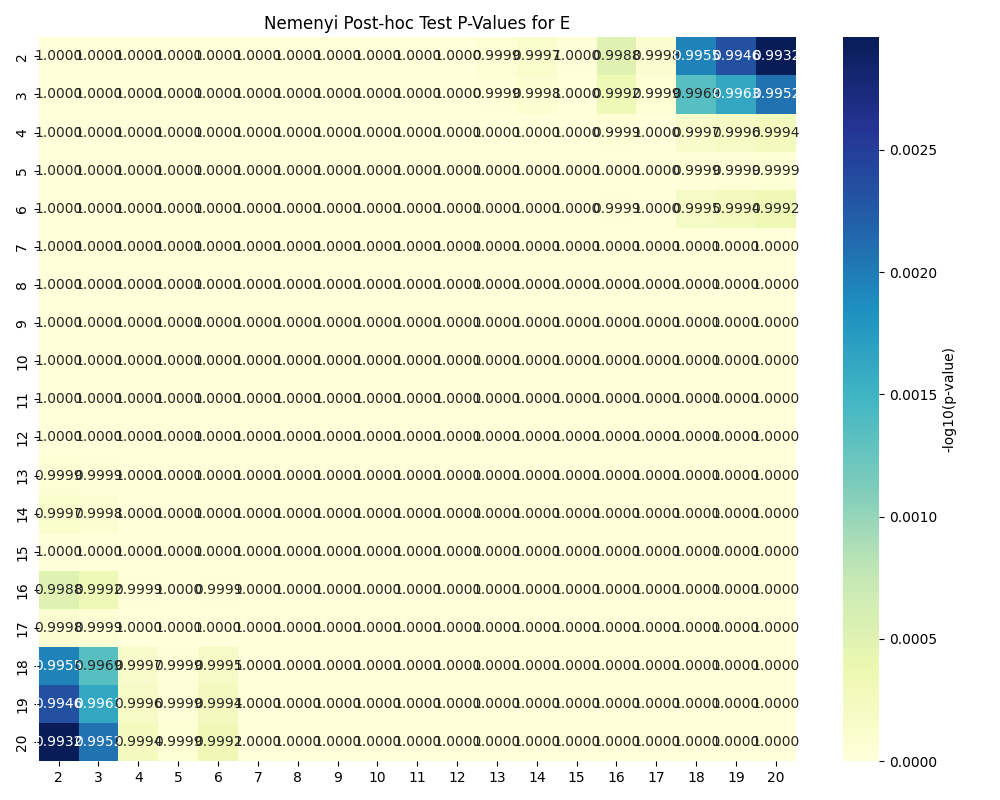 Nemenyi Post-hoc Test P-Values for E
2 1.0000 1.0000 1.0000 1.0000 1.0000 1.0000 1.0000 1.0000 1.0000 1.0000 1.0000 0.9999 0.9997 1.0000 0.9988 0.9998 0.9955 0.9946 0.9932
3 1.0000 1.0000 1.0000 1.0000 1.0000 1.0000 1.0000 1.0000 1.0000 1.0000 1.0000 0.9999 0.9998 1.0000 0.9992 0.9999 0.9969 0.9963 0.9952
4 1.0000 1.0000 1.0000 1.0000 1.0000 1.0000 1.0000 1.0000 1.0000 1.0000 1.0000 1.0000 1.0000 1.0000 0.9999 1.0000 0.9997 0.9996 0.9994
5 1.0000 1.0000 1.0000 1.0000 1.0000 1.0000 1.0000 1.0000 1.0000 1.0000 1.0000 1.0000 1.0000 1.0000 1.0000 1.0000 0.9999 0.9999 0.9999
6 1.0000 1.0000 1.0000 1.0000 1.0000 1.0000 1.0000 1.0000 1.0000 1.0000 1.0000 1.0000 1.0000 1.0000 0.9999 1.0000 0.9995 0.9994 0.9992
7 1.0000 1.0000 1.0000 1.0000 1.0000 1.0000 1.0000 1.0000 1.0000 1.0000 1.0000 1.0000 1.0000 1.0000 1.0000 1.0000 1.0000 1.0000 1.0000
8 1.0000 1.0000 1.0000 1.0000 1.0000 1.0000 1.0000 1.0000 1.0000 1.0000 1.0000 1.0000 1.0000 1.0000 1.0000 1.0000 1.0000 1.0000 1.0000
9 1.0000 1.0000 1.0000 1.0000 1.0000 1.0000 1.0000 1.0000 1.0000 1.0000 1.0000 1.0000 1.0000 1.0000 1.0000 1.0000 1.0000 1.0000 1.0000
10 1.0000 1.0000 1.0000 1.0000 1.0000 1.0000 1.0000 1.0000 1.0000 1.0000 1.0000 1.0000 1.0000 1.0000 1.0000 1.0000 1.0000 1.0000 1.0000
11 1.0000 1.0000 1.0000 1.0000 1.0000 1.0000 1.0000 1.0000 1.0000 1.0000 1.0000 1.0000 1.0000 1.0000 1.0000 1.0000 1.0000 1.0000 1.0000
12 1.0000 1.0000 1.0000 1.0000 1.0000 1.0000 1.0000 1.0000 1.0000 1.0000 1.0000 1.0000 1.0000 1.0000 1.0000 1.0000 1.0000 1.0000 1.0000
13 0.9999 0.9999 1.0000 1.0000 1.0000 1.0000 1.0000 1.0000 1.0000 1.0000 1.0000 1.0000 1.0000 1.0000 1.0000 1.0000 1.0000 1.0000 1.0000
14 0.9997 0.9998 1.0000 1.0000 1.0000 1.0000 1.0000 1.0000 1.0000 1.0000 1.0000 1.0000 1.0000 1.0000 1.0000 1.0000 1.0000 1.0000 1.0000
15 1.0000 1.0000 1.0000 1.0000 1.0000 1.0000 1.0000 1.0000 1.0000 1.0000 1.0000 1.0000 1.0000 1.0000 1.0000 1.0000 1.0000 1.0000 1.0000
16 0.9988 0.9992 0.9999 1.0000 0.9999 1.0000 1.0000 1.0000 1.0000 1.0000 1.0000 1.0000 1.0000 1.0000 1.0000 1.0000 1.0000 1.0000 1.0000
17 0.9998 0.9999 1.0000 1.0000 1.0000 1.0000 1.0000 1.0000 1.0000 1.0000 1.0000 1.0000 1.0000 1.0000 1.0000 1.0000 1.0000 1.0000 1.0000
18 0.9955 0.9969 0.9997 0.9999 0.9995 1.0000 1.0000 1.0000 1.0000 1.0000 1.0000 1.0000 1.0000 1.0000 1.0000 1.0000 1.0000 1.0000 1.0000
19 0.9946 0.9963 0.9996 0.9999 0.9994 1.0000 1.0000 1.0000 1.0000 1.0000 1.0000 1.0000 1.0000 1.0000 1.0000 1.0000 1.0000 1.0000 1.0000
20 0.9932 0.9952 0.9994 0.9999 0.9992 1.0000 1.0000 1.0000 1.0000 1.0000 1.0000 1.0000 1.0000 1.0000 1.0000 1.0000 1.0000 1.0000 1.0000
2 3 4 5 6 7 8 9 10 11 12 13 14 15 16 17 18 19 20
0.0025
0.0020
0.0015
0.0010
0.0005
0.0000
-log10(p-value)